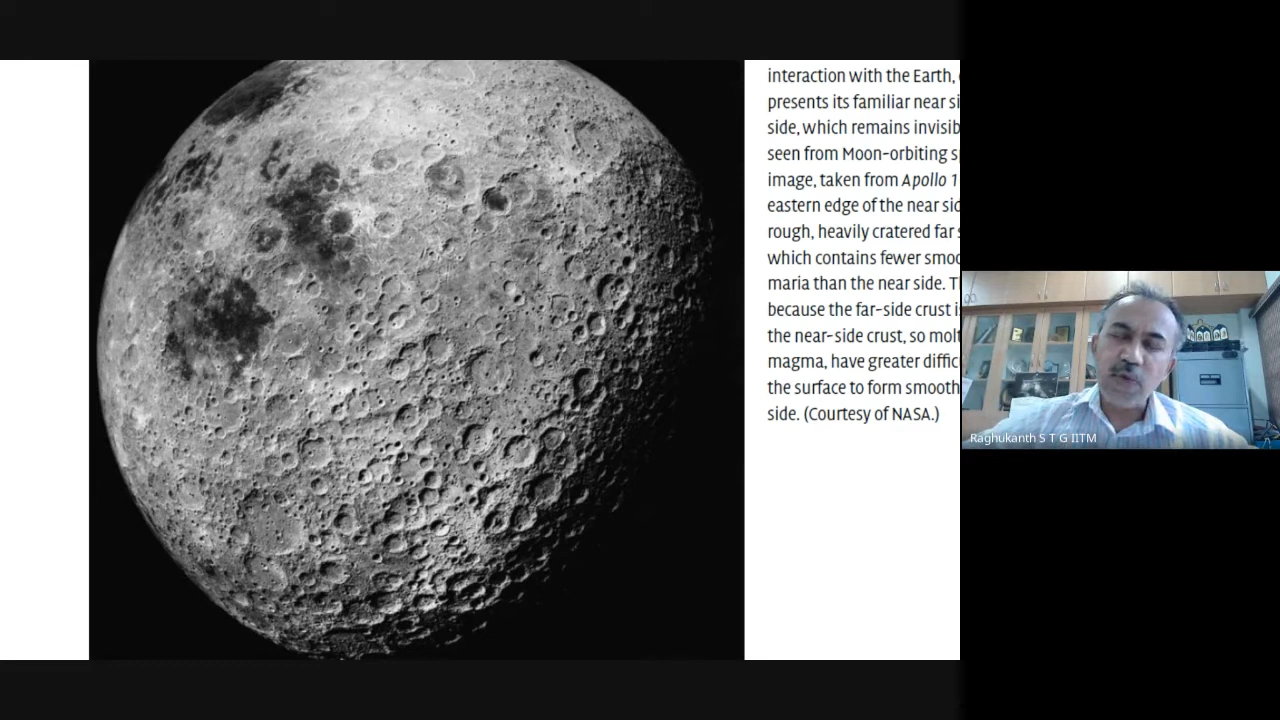 interaction with the Earth,
presents its familiar near si
side, which remains invisib
seen from Moon-orbiting s
image, taken from Apollo 1
eastern edge of the near sid
rough, heavily cratered far
which contains fewer smoo
maria than the near side. T
because the far-side crust i
the near-side crust, so mol
magma, have greater diffic
the surface to form smooth
side. (Courtesy of NASA.)
Raghukanth S T G IITM